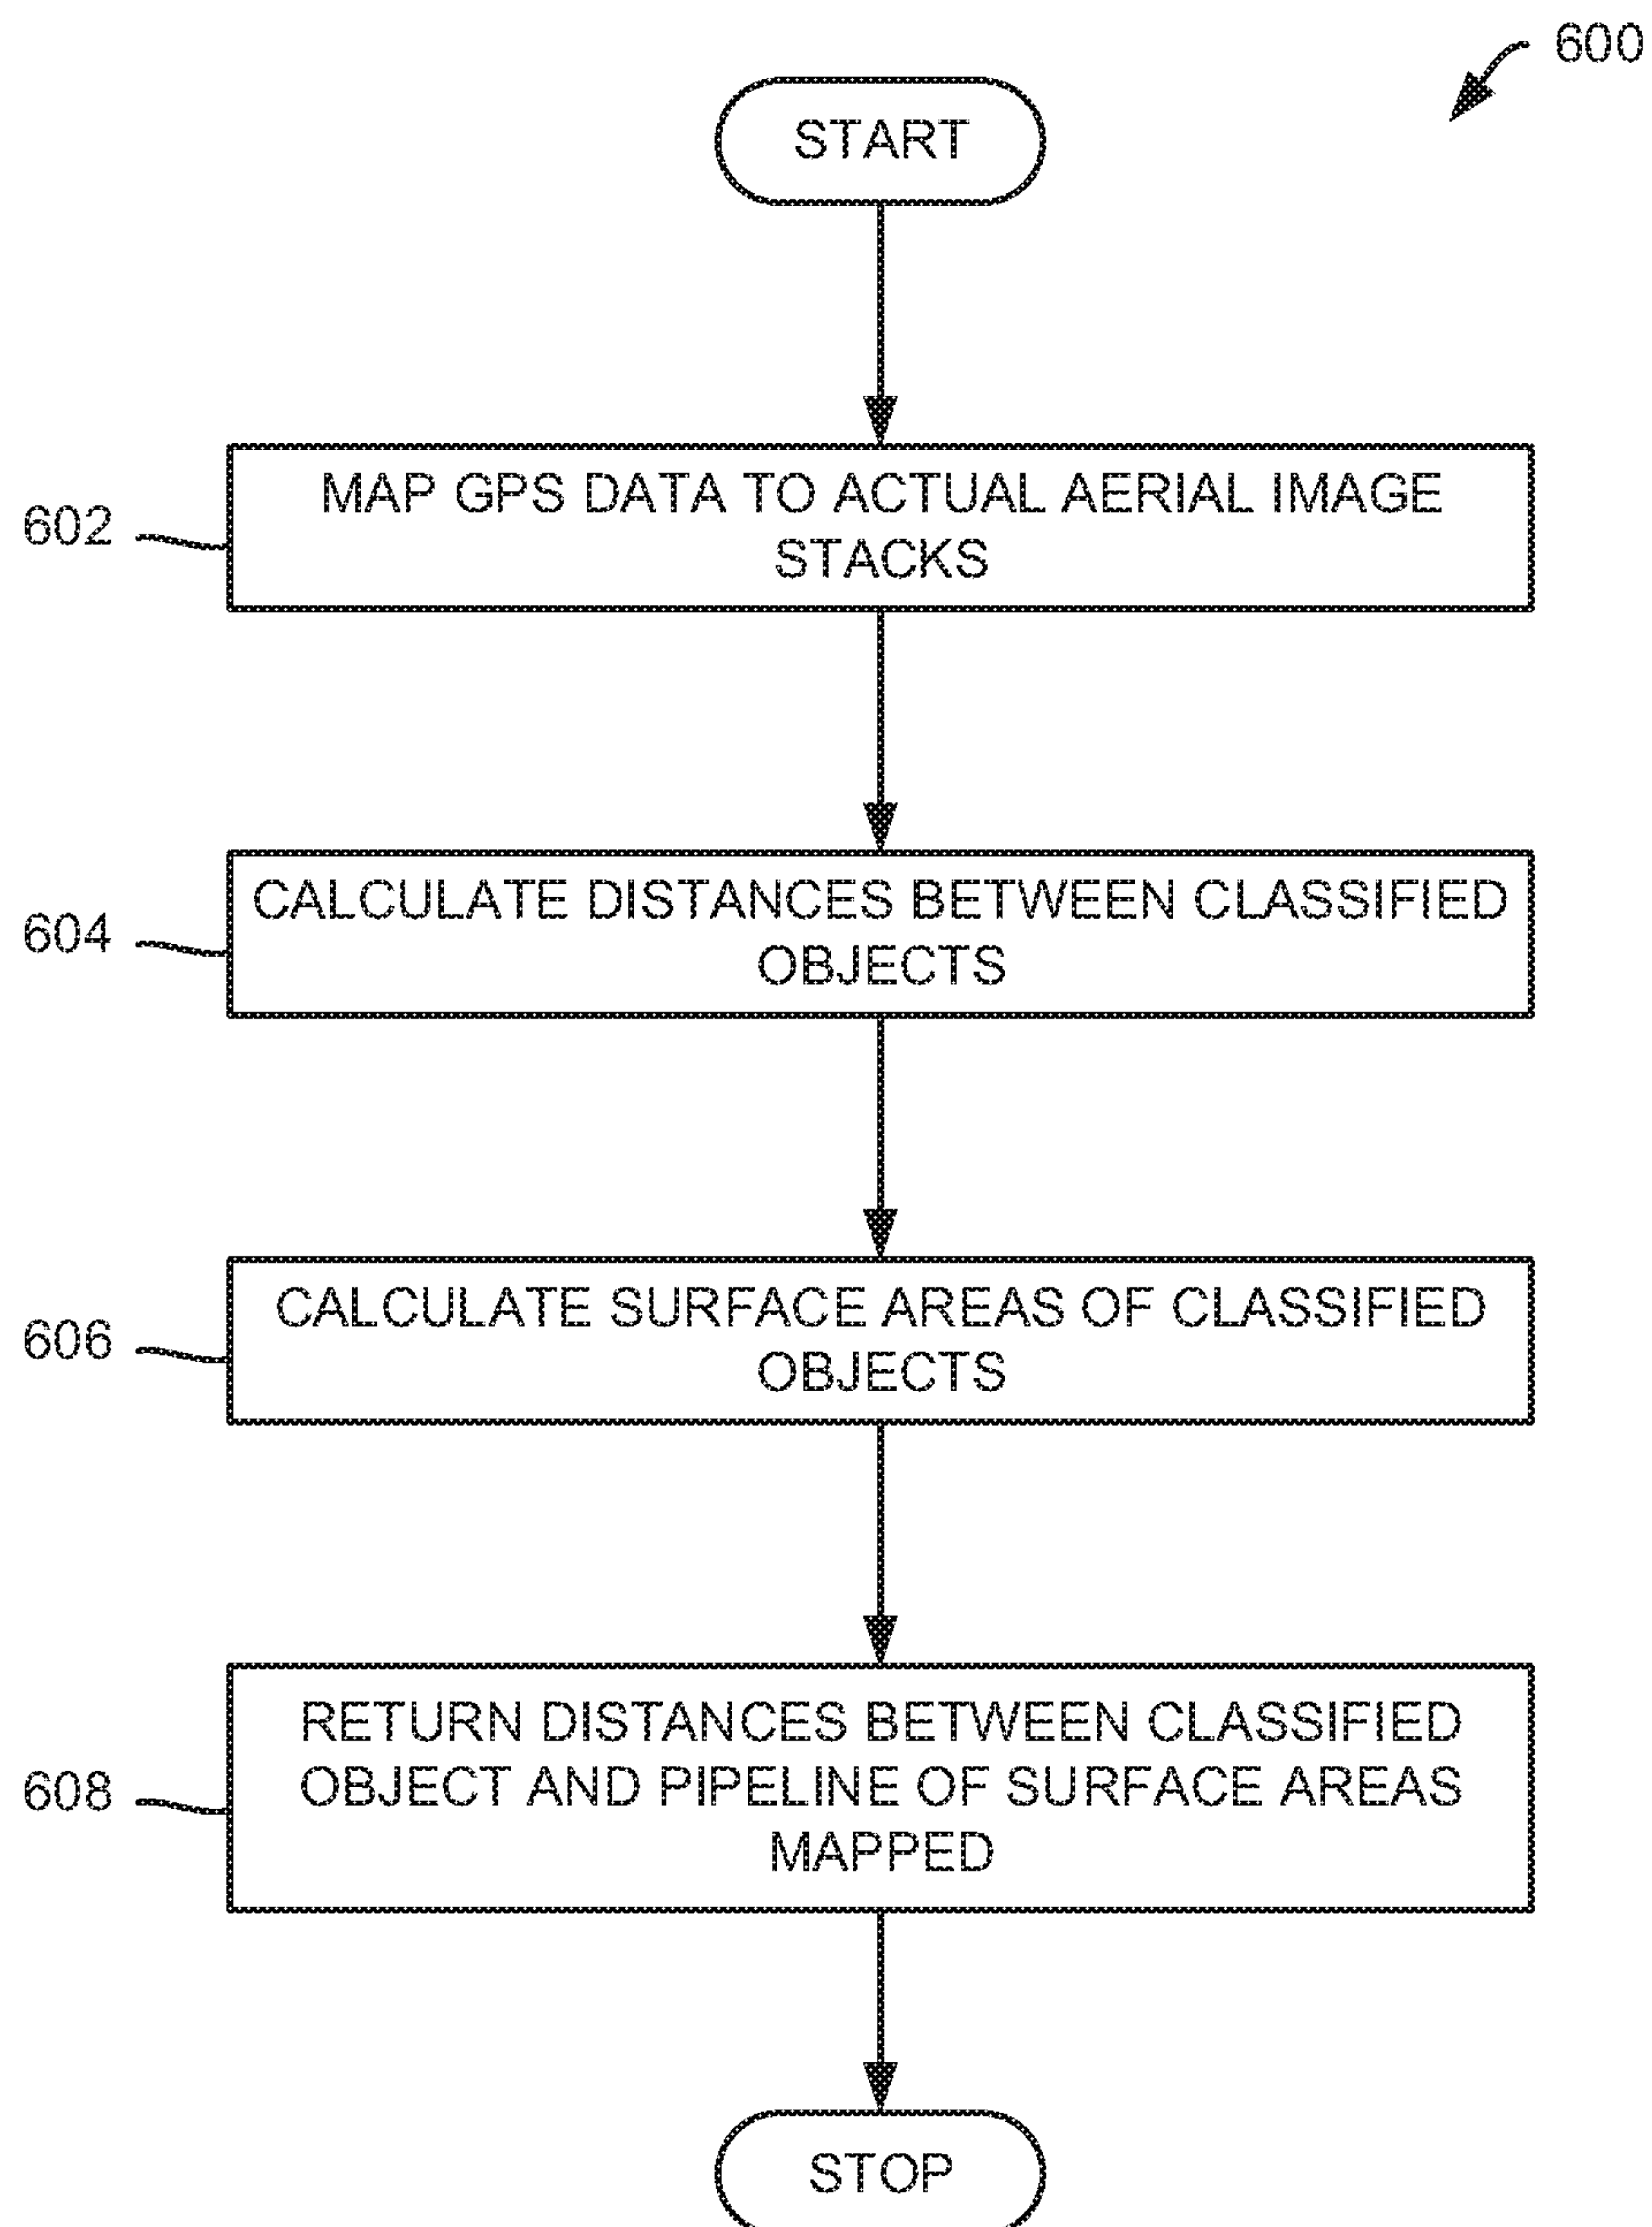 600
START
602
MAP GPS DATA TO ACTUAL AERIAL IMAGE
STACKS
604
CALCULATE DISTANCES BETWEEN CLASSIFIED
OBJECTS
606
CALCULATE SURFACE AREAS OF CLASSIFIED
OBJECTS
608
RETURN DISTANCES BETWEEN CLASSIFIED
OBJECT AND PIPELINE OF SURFACE AREAS
MAPPED
STOP